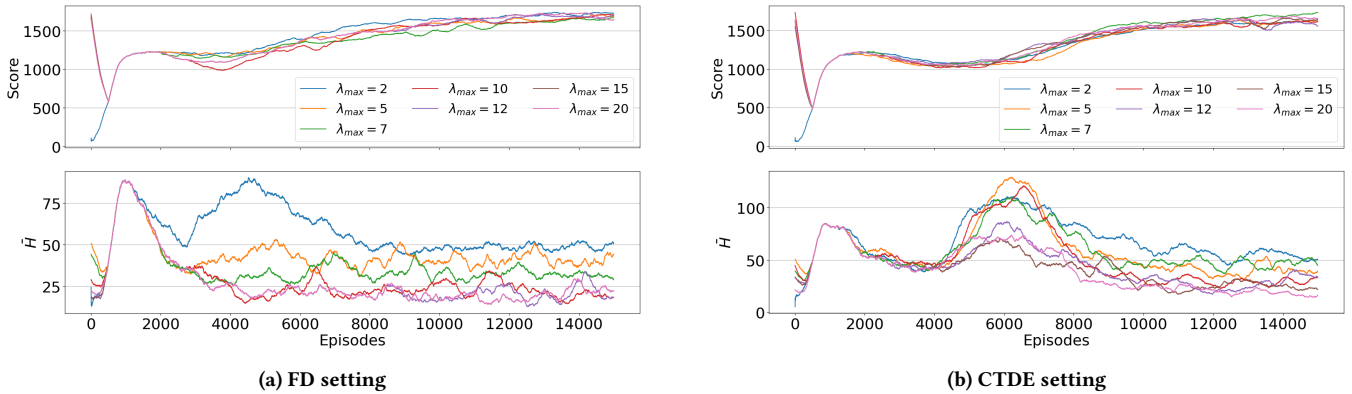 1500
1000
500
0
Score
λmax = 2
λmax = 10
λmax = 15
λmax = 5
λmax = 12
λmax = 20
λmax = 7
75
50
25
H̄
0 2000 4000 6000 8000 10000 12000 14000
Episodes
(a) FD setting
1500
1000
500
0
Score
λmax = 2
λmax = 10
λmax = 15
λmax = 5
λmax = 12
λmax = 20
λmax = 7
100
50
0
H̄
0 2000 4000 6000 8000 10000 12000 14000
Episodes
(b) CTDE setting